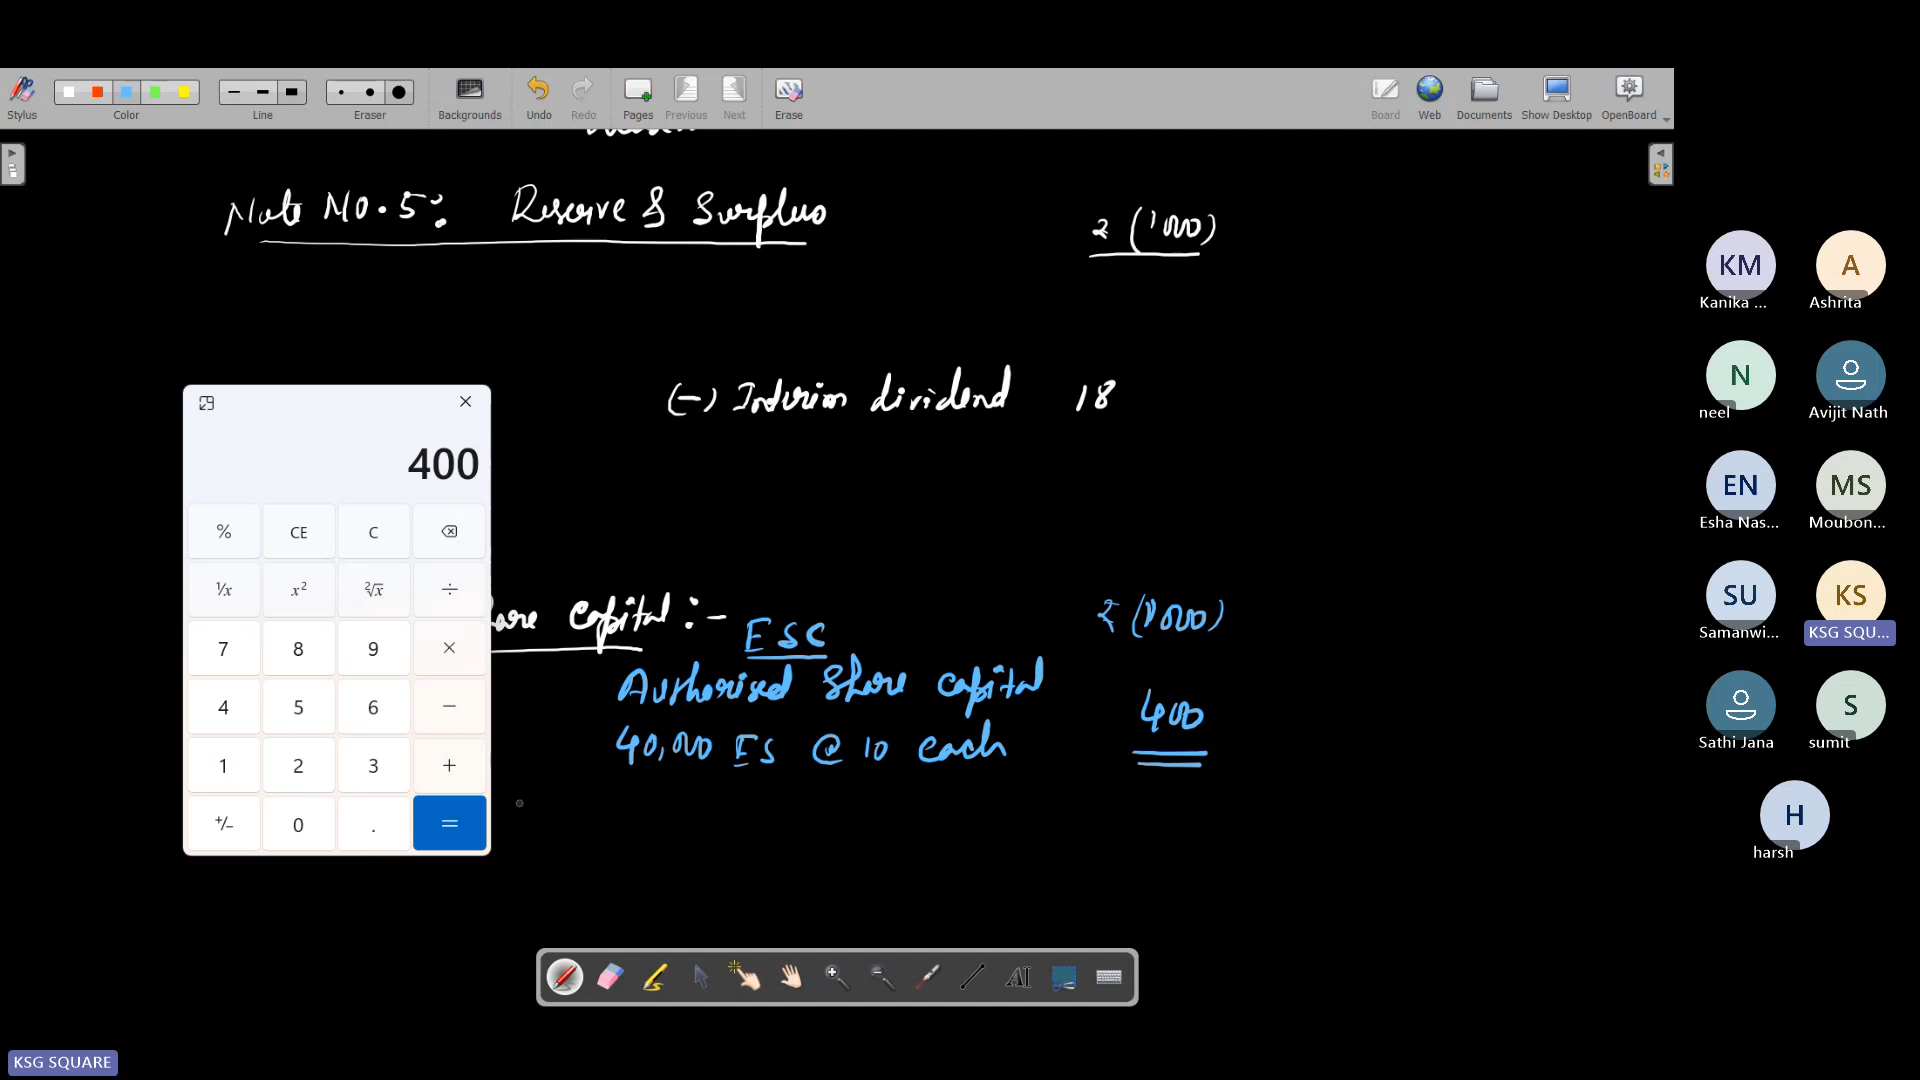 Stylus
Color
Line
Eraser
Backgrounds
Undo
Redo
Pages
Previous
Next
Erase
Board
Web
Documents
Show Desktop
OpenBoard
Note No. 5: Reserve & Surplus
₹ ('000)
(-) Interim dividend 18
400
% CE C
1/x x² ²√x ÷
7 8 9 ×
4 5 6 −
1 2 3 +
+/− 0 . =
are capital :-
ESC
₹ ('000)
Authorised Share capital
40,000 ES @ 10 each
400
AI
KM
Kanika ...
A
Ashrita
N
neel
Avijit Nath
EN
Esha Nas...
MS
Moubon...
SU
Samanwi...
KS
KSG SQU...
Sathi Jana
S
sumit
H
harsh
KSG SQUARE